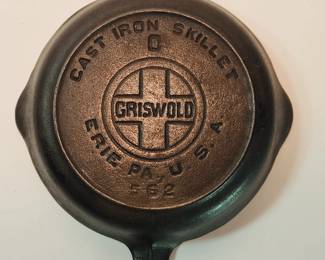 CAST IRON SKILLET
0
GRISWOLD
ERIE PA., U.S.A
562